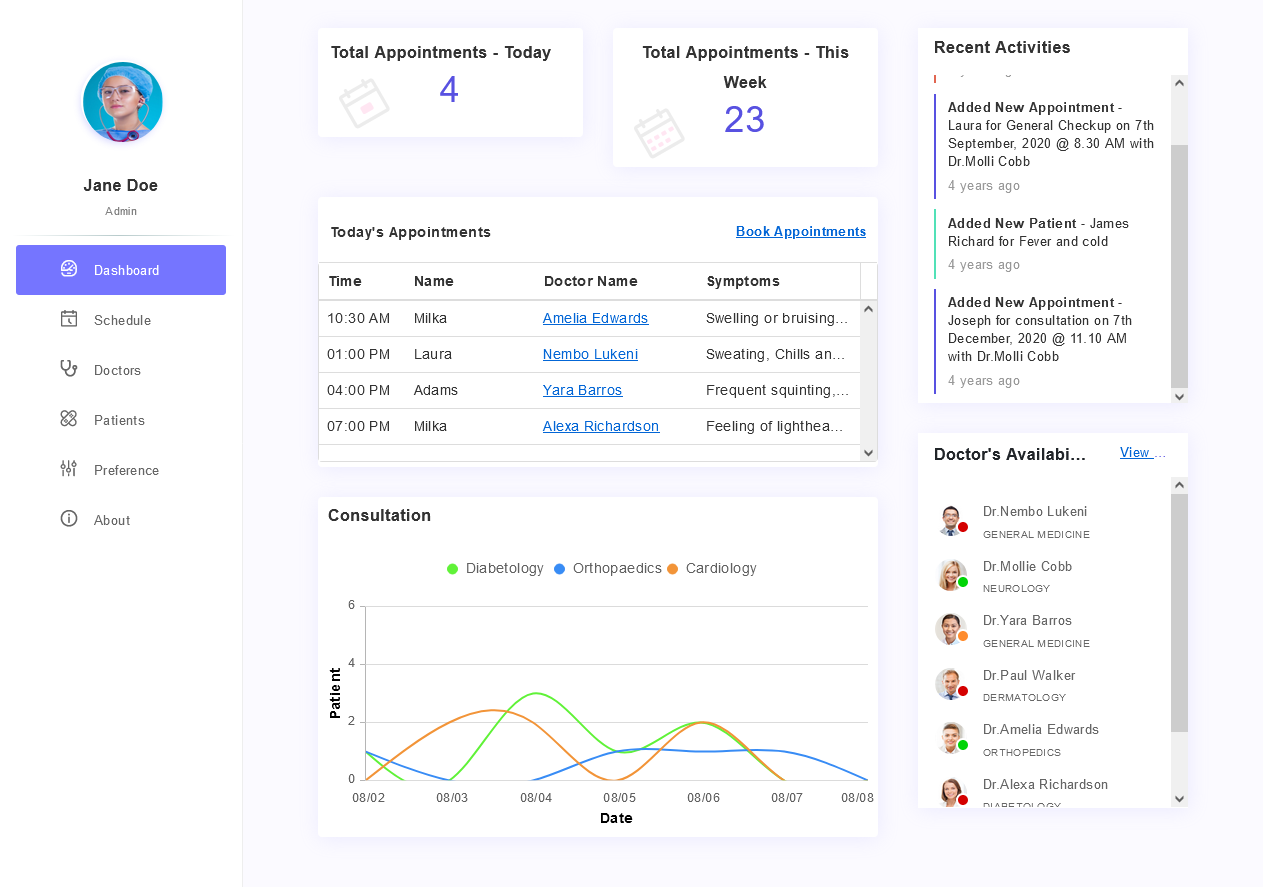 Jane Doe
Admin
Dashboard
Schedule
Doctors
Patients
Preference
About
Total Appointments - Today
4
Total Appointments - This
Week
23
Today's Appointments
Book Appointments
Time Name Doctor Name Symptoms
10:30 AM Milka Amelia Edwards Swelling or bruising...
01:00 PM Laura Nembo Lukeni Sweating, Chills an...
04:00 PM Adams Yara Barros Frequent squinting,...
07:00 PM Milka Alexa Richardson Feeling of lighthea...
Consultation
Diabetology Orthopaedics Cardiology
Patient
6
4
2
0
08/02 08/03 08/04 08/05 08/06 08/07 08/08
Date
Recent Activities
Added New Appointment -
Laura for General Checkup on 7th
September, 2020 @ 8.30 AM with
Dr.Molli Cobb
4 years ago
Added New Patient - James
Richard for Fever and cold
4 years ago
Added New Appointment -
Joseph for consultation on 7th
December, 2020 @ 11.10 AM
with Dr.Molli Cobb
4 years ago
Doctor's Availabi...
View ...
Dr.Nembo Lukeni
GENERAL MEDICINE
Dr.Mollie Cobb
NEUROLOGY
Dr.Yara Barros
GENERAL MEDICINE
Dr.Paul Walker
DERMATOLOGY
Dr.Amelia Edwards
ORTHOPEDICS
Dr.Alexa Richardson
DIABETOLOGY